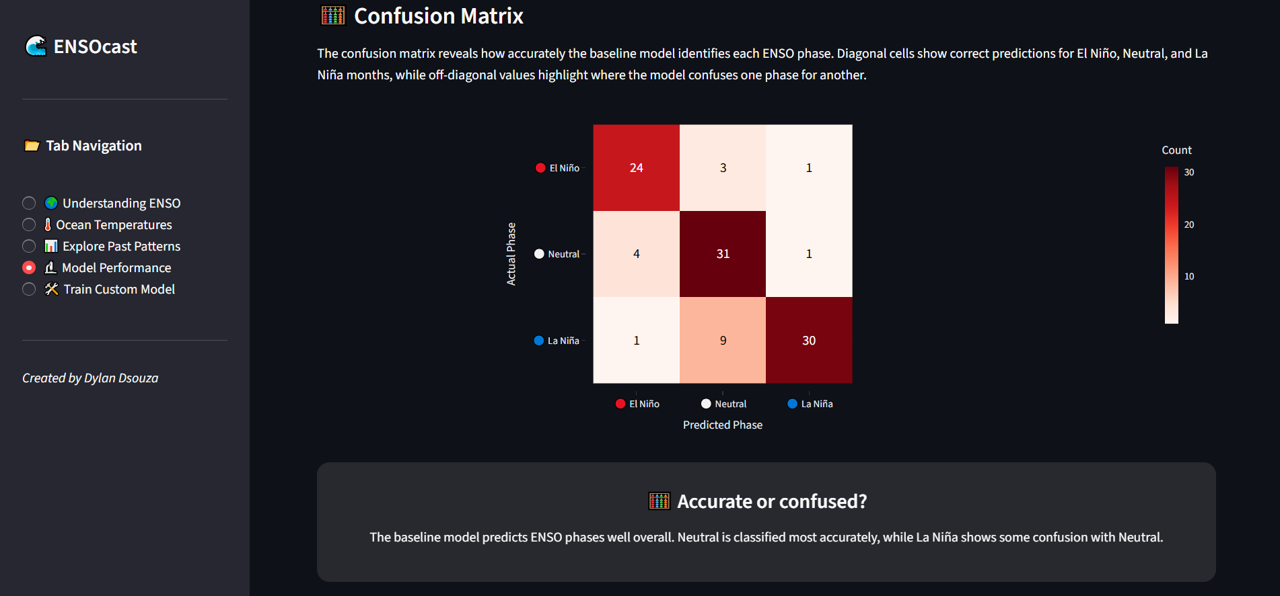 ENSOcast
Tab Navigation
Understanding ENSO
Ocean Temperatures
Explore Past Patterns
Model Performance
Train Custom Model
Created by Dylan Dsouza
Confusion Matrix
The confusion matrix reveals how accurately the baseline model identifies each ENSO phase. Diagonal cells show correct predictions for El Niño, Neutral, and La
Niña months, while off-diagonal values highlight where the model confuses one phase for another.
Actual Phase
El Niño
24
3
1
Neutral
4
31
1
La Niña
1
9
30
El Niño
Neutral
La Niña
Predicted Phase
Count
30
20
10
Accurate or confused?
The baseline model predicts ENSO phases well overall. Neutral is classified most accurately, while La Niña shows some confusion with Neutral.